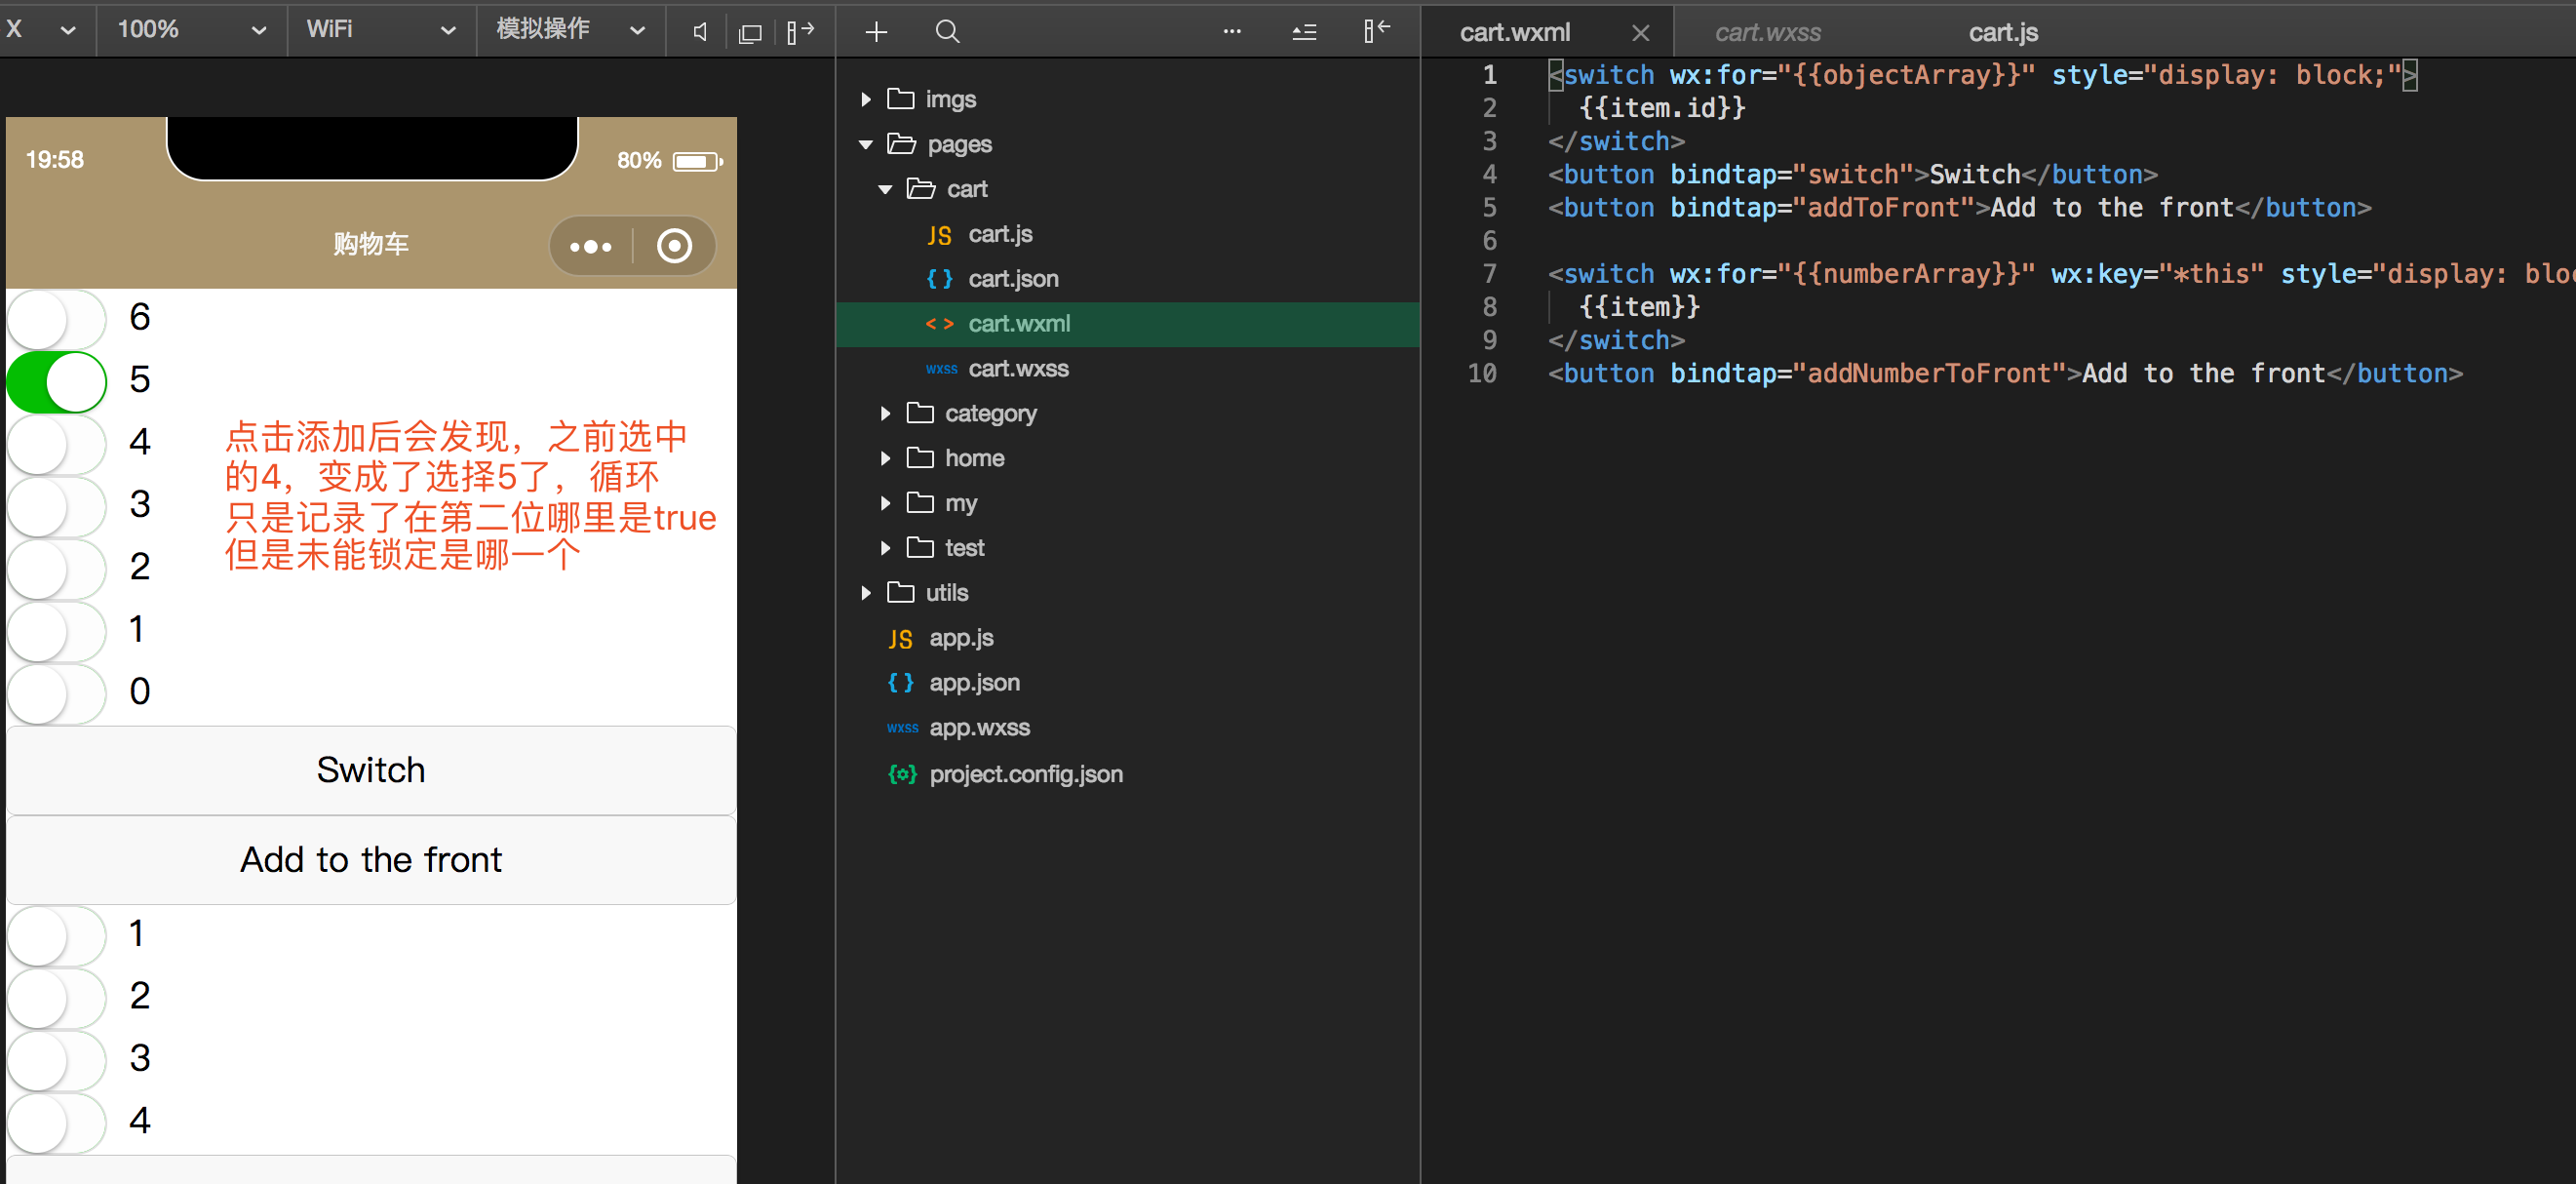 X 100% WiFi 模拟操作
19:58 80%
购物车
6
5
4
3
2
1
0
点击添加后会发现，之前选中
的4，变成了选择5了，循环
只是记录了在第二位哪里是true
但是未能锁定是哪一个
Switch
Add to the front
1
2
3
4
imgs
pages
cart
JS cart.js
{ } cart.json
< > cart.wxml
WXSS cart.wxss
category
home
my
test
utils
JS app.js
{ } app.json
WXSS app.wxss
project.config.json
cart.wxml cart.wxss cart.js
1 <switch wx:for="{{objectArray}}" style="display: block;">
2 {{item.id}}
3 </switch>
4 <button bindtap="switch">Switch</button>
5 <button bindtap="addToFront">Add to the front</button>
6
7 <switch wx:for="{{numberArray}}" wx:key="*this" style="display: bloc
8 {{item}}
9 </switch>
10 <button bindtap="addNumberToFront">Add to the front</button>